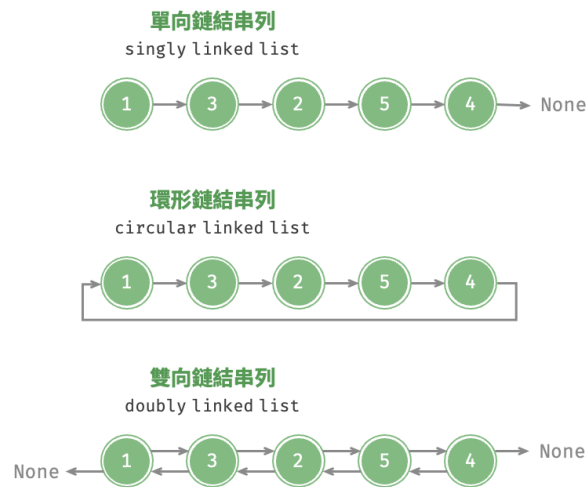 單向鏈結串列
singly linked list
1 3 2 5 4 None
環形鏈結串列
circular linked list
1 3 2 5 4
雙向鏈結串列
doubly linked list
None 1 3 2 5 4 None